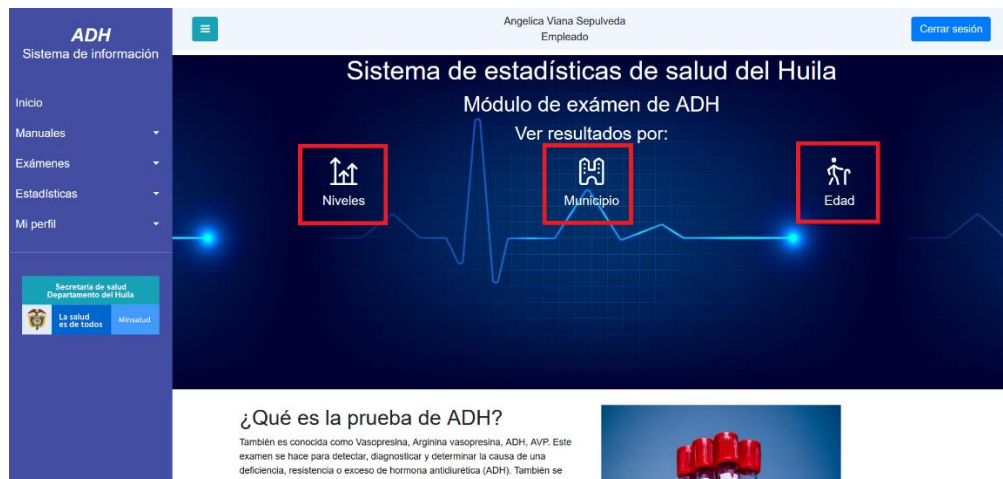 ADH
Sistema de información
Inicio
Manuales
Exámenes
Estadísticas
Mi perfil
Secretaría de salud
Departamento del Huila
La salud
es de todos
Minsalud
Angelica Viana Sepulveda
Empleado
Cerrar sesión
Sistema de estadísticas de salud del Huila
Módulo de exámen de ADH
Ver resultados por:
Niveles
Municipio
Edad
¿Qué es la prueba de ADH?
También es conocida como Vasopresina, Arginina vasopresina, ADH, AVP. Este
examen se hace para detectar, diagnosticar y determinar la causa de una
deficiencia, resistencia o exceso de hormona antidiurética (ADH). También se